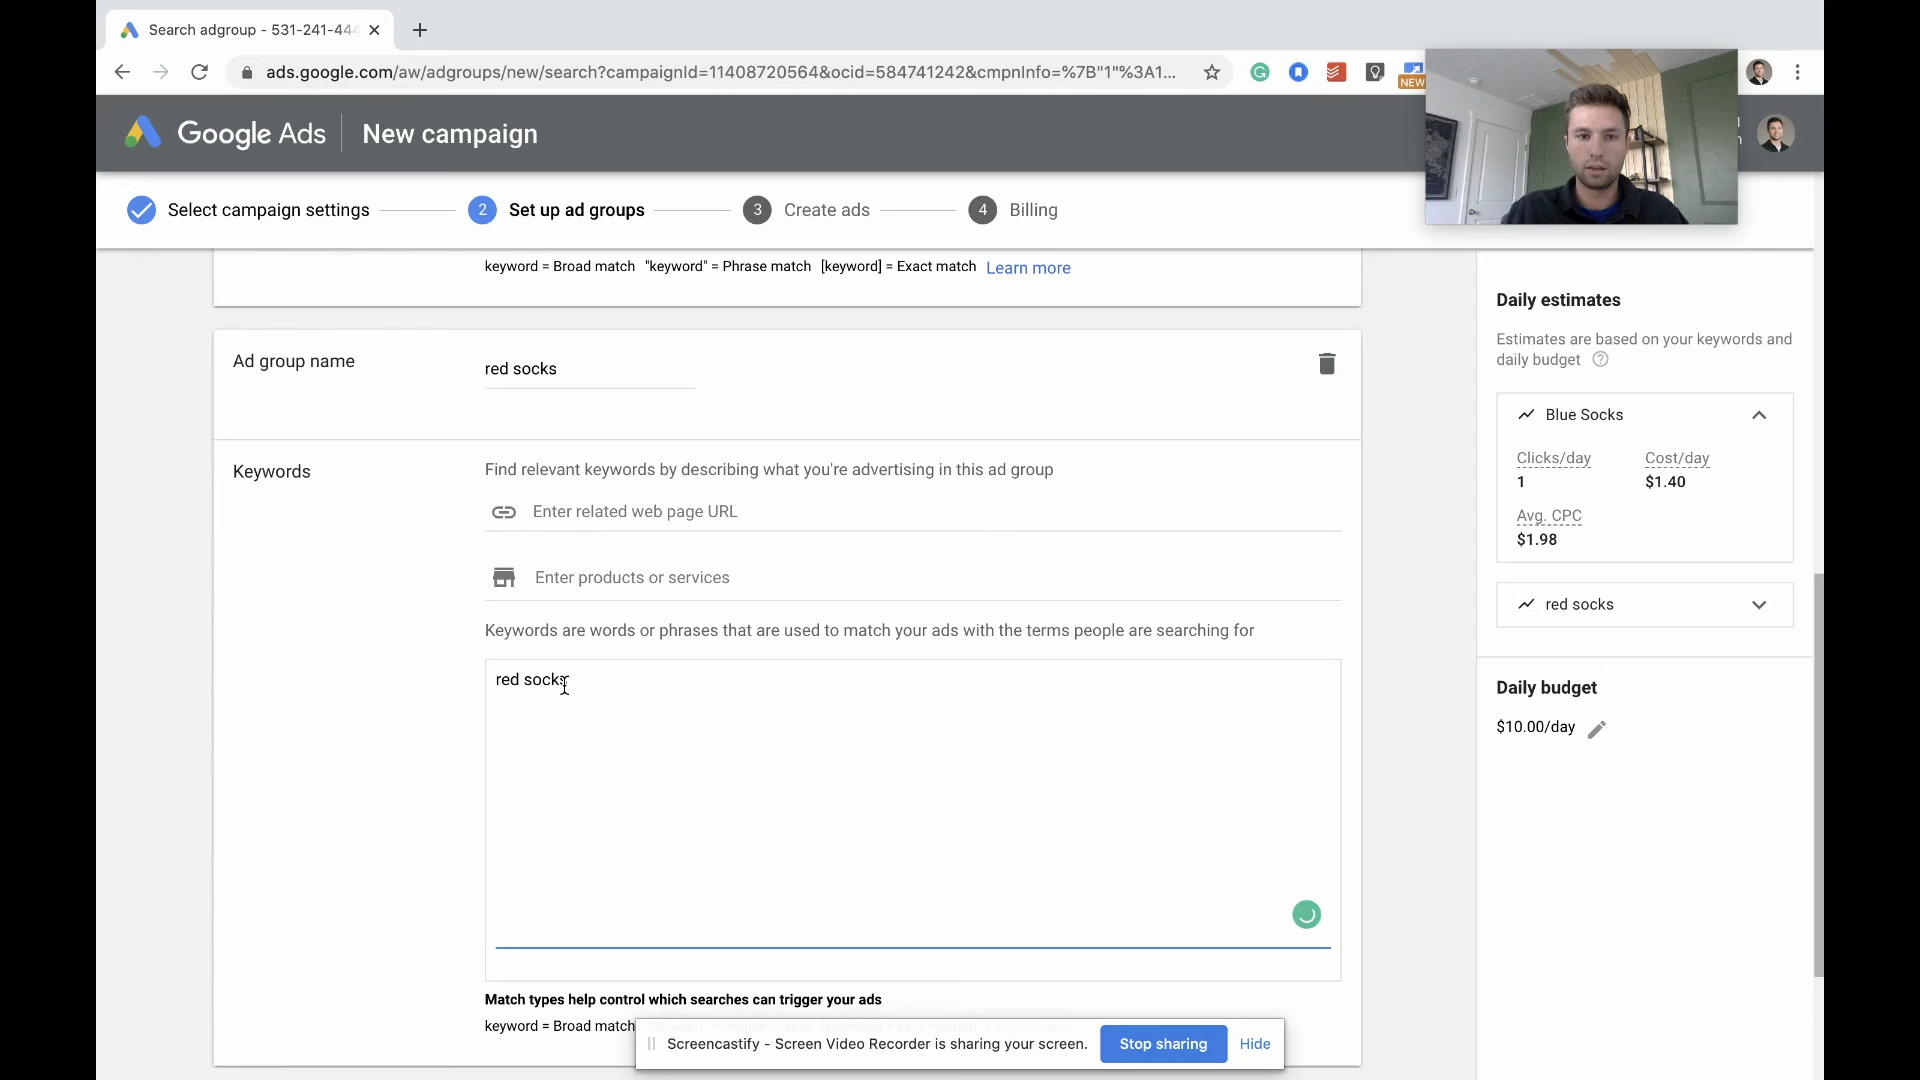 Search adgroup - 531-241-444
ads.google.com/aw/adgroups/new/search?campaignId=11408720564&ocid=584741242&cmpnInfo=%7B"1"%3A1...
NEW
Google Ads
New campaign
Select campaign settings
2
Set up ad groups
3
Create ads
4
Billing
keyword = Broad match "keyword" = Phrase match [keyword] = Exact match Learn more
Ad group name
red socks
Keywords
Find relevant keywords by describing what you're advertising in this ad group
Enter related web page URL
Enter products or services
Keywords are words or phrases that are used to match your ads with the terms people are searching for
red socks
Match types help control which searches can trigger your ads
keyword = Broad match
Screencastify - Screen Video Recorder is sharing your screen.
Stop sharing
Hide
Daily estimates
Estimates are based on your keywords and
daily budget
Blue Socks
Clicks/day
Cost/day
1
$1.40
Avg. CPC
$1.98
red socks
Daily budget
$10.00/day